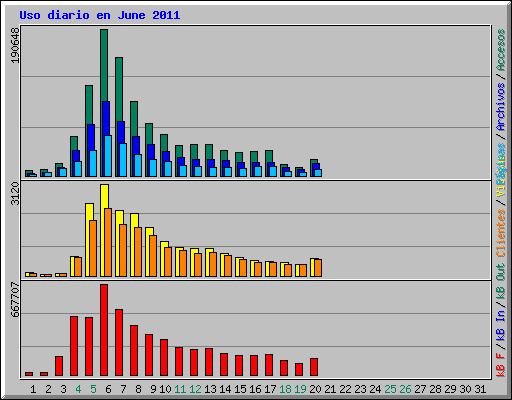 Uso diario en June 2011
190648
3120
667707
Páginas / Archivos / Accesos
Clientes /
kB F / kB In / kB Out
1 2 3 4 5 6 7 8 9 10 11 12 13 14 15 16 17 18 19 20 21 22 23 24 25 26 27 28 29 30 31